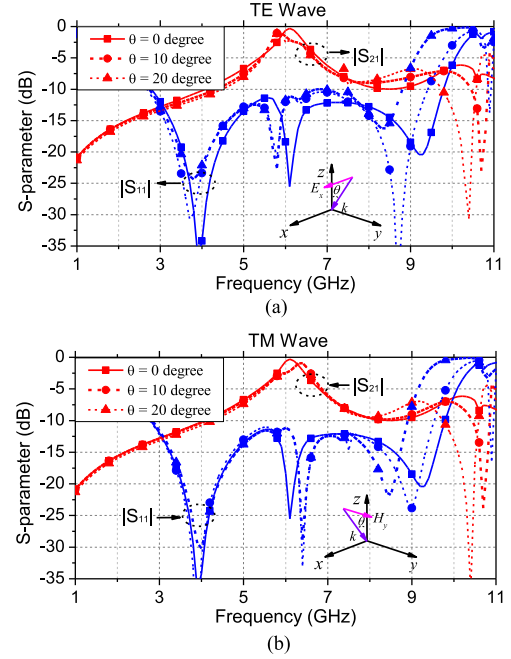 TE Wave
0
-5
-10
-15
-20
-25
-30
-35
S-parameter (dB)
θ = 0 degree
θ = 10 degree
θ = 20 degree
|S21|
|S11|
z
Ex
θ
k
x
y
1 3 5 7 9 11
Frequency (GHz)
(a)
TM Wave
0
-5
-10
-15
-20
-25
-30
-35
S-parameter (dB)
θ = 0 degree
θ = 10 degree
θ = 20 degree
|S21|
|S11|
z
θ
Hy
k
x
y
1 3 5 7 9 11
Frequency (GHz)
(b)